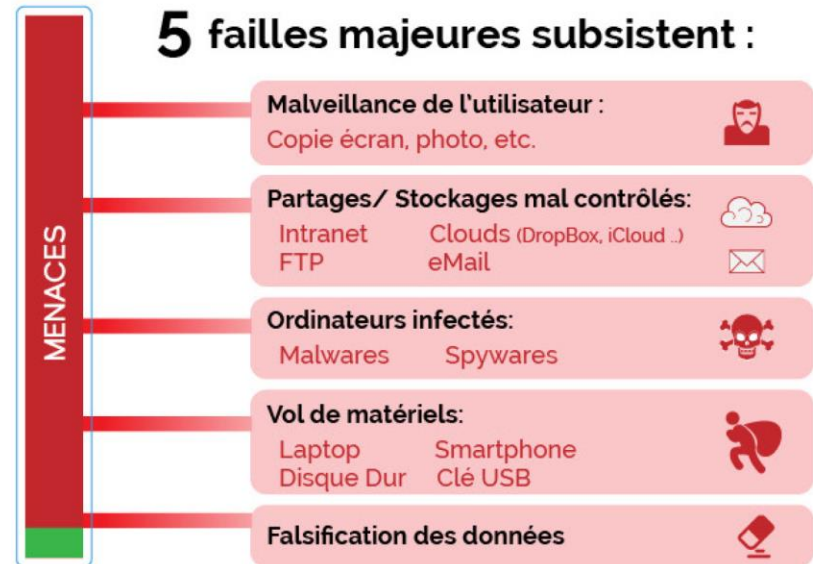 5 failles majeures subsistent :
MENACES
Malveillance de l'utilisateur :
Copie écran, photo, etc.
Partages/ Stockages mal contrôlés:
Intranet Clouds (DropBox, iCloud ..)
FTP eMail
Ordinateurs infectés:
Malwares Spywares
Vol de matériels:
Laptop Smartphone
Disque Dur Clé USB
Falsification des données